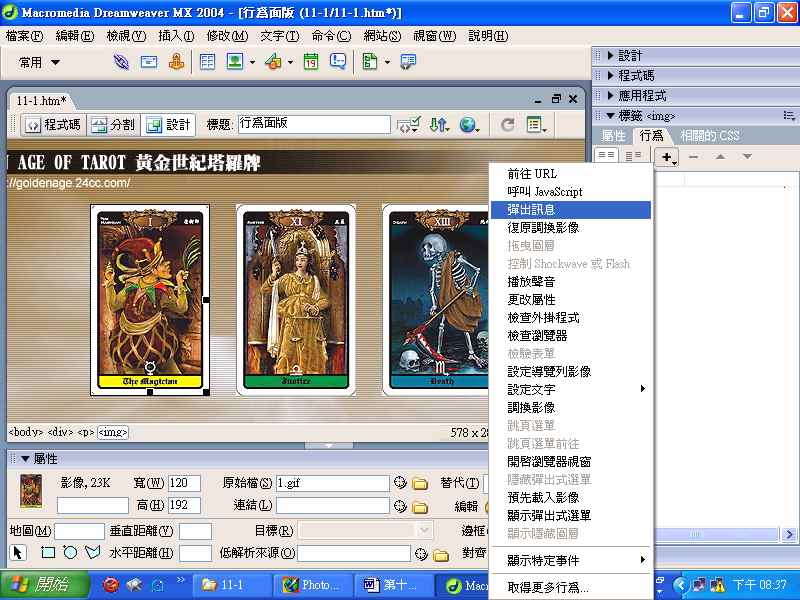 Macromedia Dreamweaver MX 2004 - [行為面版 (11-1/11-1.htm*)]
檔案(F) 編輯(E) 檢視(V) 插入(I) 修改(M) 文字(T) 命令(C) 網站(S) 視窗(W) 說明(H)
常用
設計
程式碼
應用程式
標籤 <img>
屬性 行為 相關的 CSS
11-1.htm*
程式碼 分割 設計 標題: 行為面版
AGE OF TAROT 黃金世紀塔羅牌
://goldenage.24cc.com/
I
The Magician
XI
Justice
XIII
Death
前往 URL
呼叫 JavaScript
彈出訊息
復原調換影像
拖曳圖層
控制 Shockwave 或 Flash
播放聲音
更改屬性
檢查外掛程式
檢查瀏覽器
檢驗表單
設定導覽列影像
設定文字
調換影像
跳頁選單
跳頁選單前往
開啟瀏覽器視窗
隱藏彈出式選單
預先載入影像
顯示彈出式選單
顯示隱藏圖層
顯示特定事件
取得更多行為...
<body> <div> <p> <img>
578 x 28
屬性
影像, 23K 寬(W) 120 原始檔(S) 1.gif 替代(T)
高(H) 192 連結(L) 編輯
地圖(M) 垂直距離(V) 目標(R) 邊框
水平距離(H) 低解析來源(O) 對齊
開始 11-1 Photo... 第十... Mac 下午 08:37